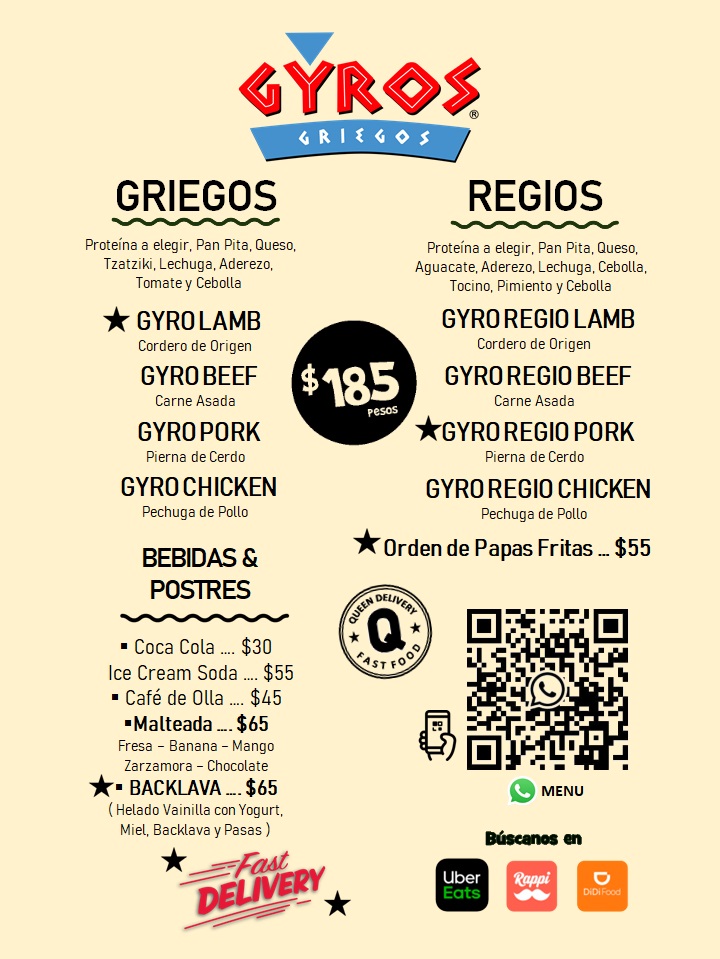 GYROS
®
GRIEGOS
GRIEGOS
Proteína a elegir, Pan Pita, Queso,
Tzatziki, Lechuga, Aderezo,
Tomate y Cebolla
GYRO LAMB
Cordero de Origen
GYRO BEEF
Carne Asada
GYRO PORK
Pierna de Cerdo
GYRO CHICKEN
Pechuga de Pollo
$185
PESOS
REGIOS
Proteína a elegir, Pan Pita, Queso,
Aguacate, Aderezo, Lechuga, Cebolla,
Tocino, Pimiento y Cebolla
GYRO REGIO LAMB
Cordero de Origen
GYRO REGIO BEEF
Carne Asada
GYRO REGIO PORK
Pierna de Cerdo
GYRO REGIO CHICKEN
Pechuga de Pollo
Orden de Papas Fritas ... $55
BEBIDAS &
POSTRES
▪ Coca Cola .... $30
Ice Cream Soda .... $55
▪ Café de Olla .... $45
▪Malteada .... $65
Fresa – Banana – Mango
Zarzamora – Chocolate
▪ BACKLAVA .... $65
( Helado Vainilla con Yogurt,
Miel, Backlava y Pasas )
Fast
DELIVERY
QUEEN DELIVERY
Q
FAST FOOD
MENU
Búscanos en
Uber
Eats
Rappi
DiDi Food